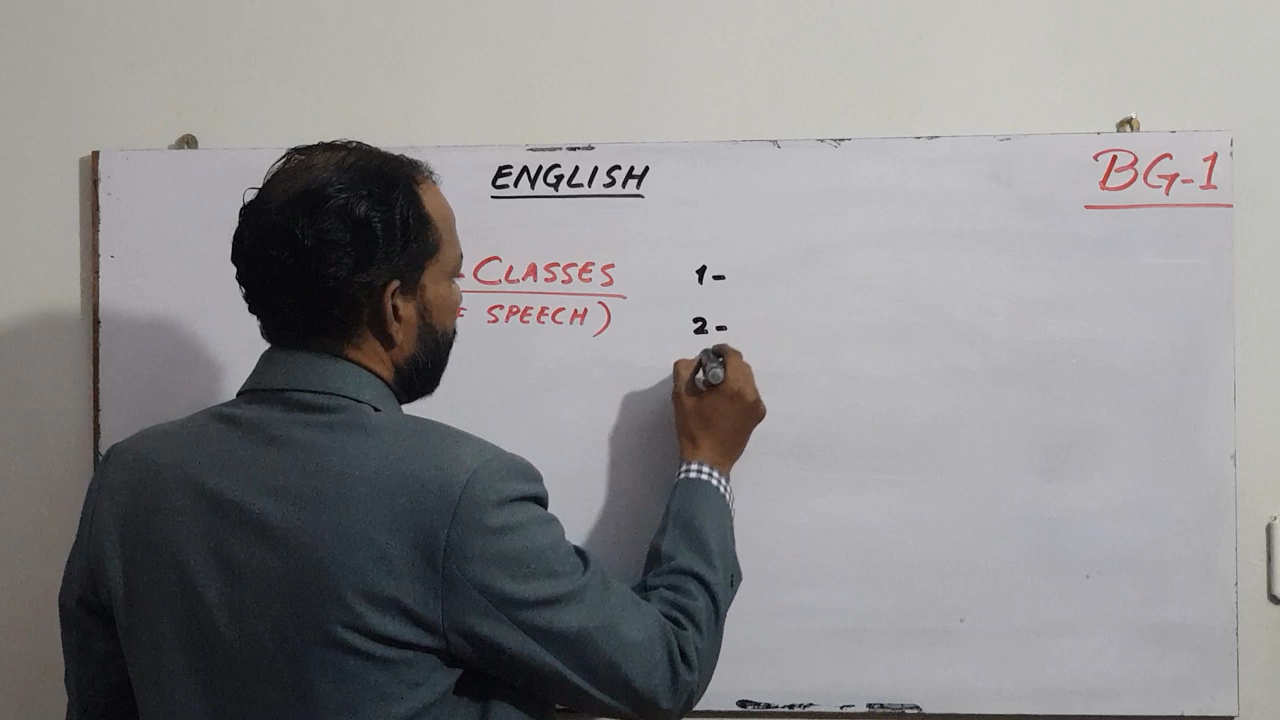 ENGLISH
BG-1
CLASSES
SPEECH)
1-
2-